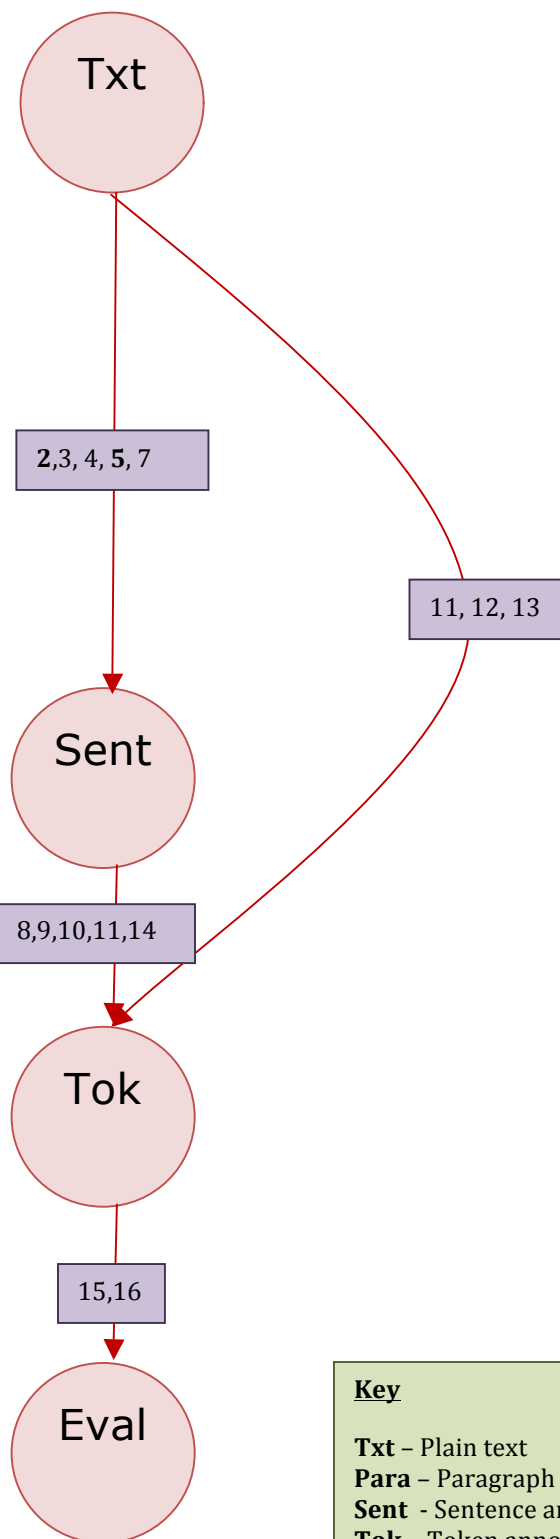 Txt
2,3, 4, 5, 7
11, 12, 13
Sent
8,9,10,11,14
Tok
15,16
Eval
Key
Txt – Plain text
Para – Paragraph
Sent - Sentence
Tok